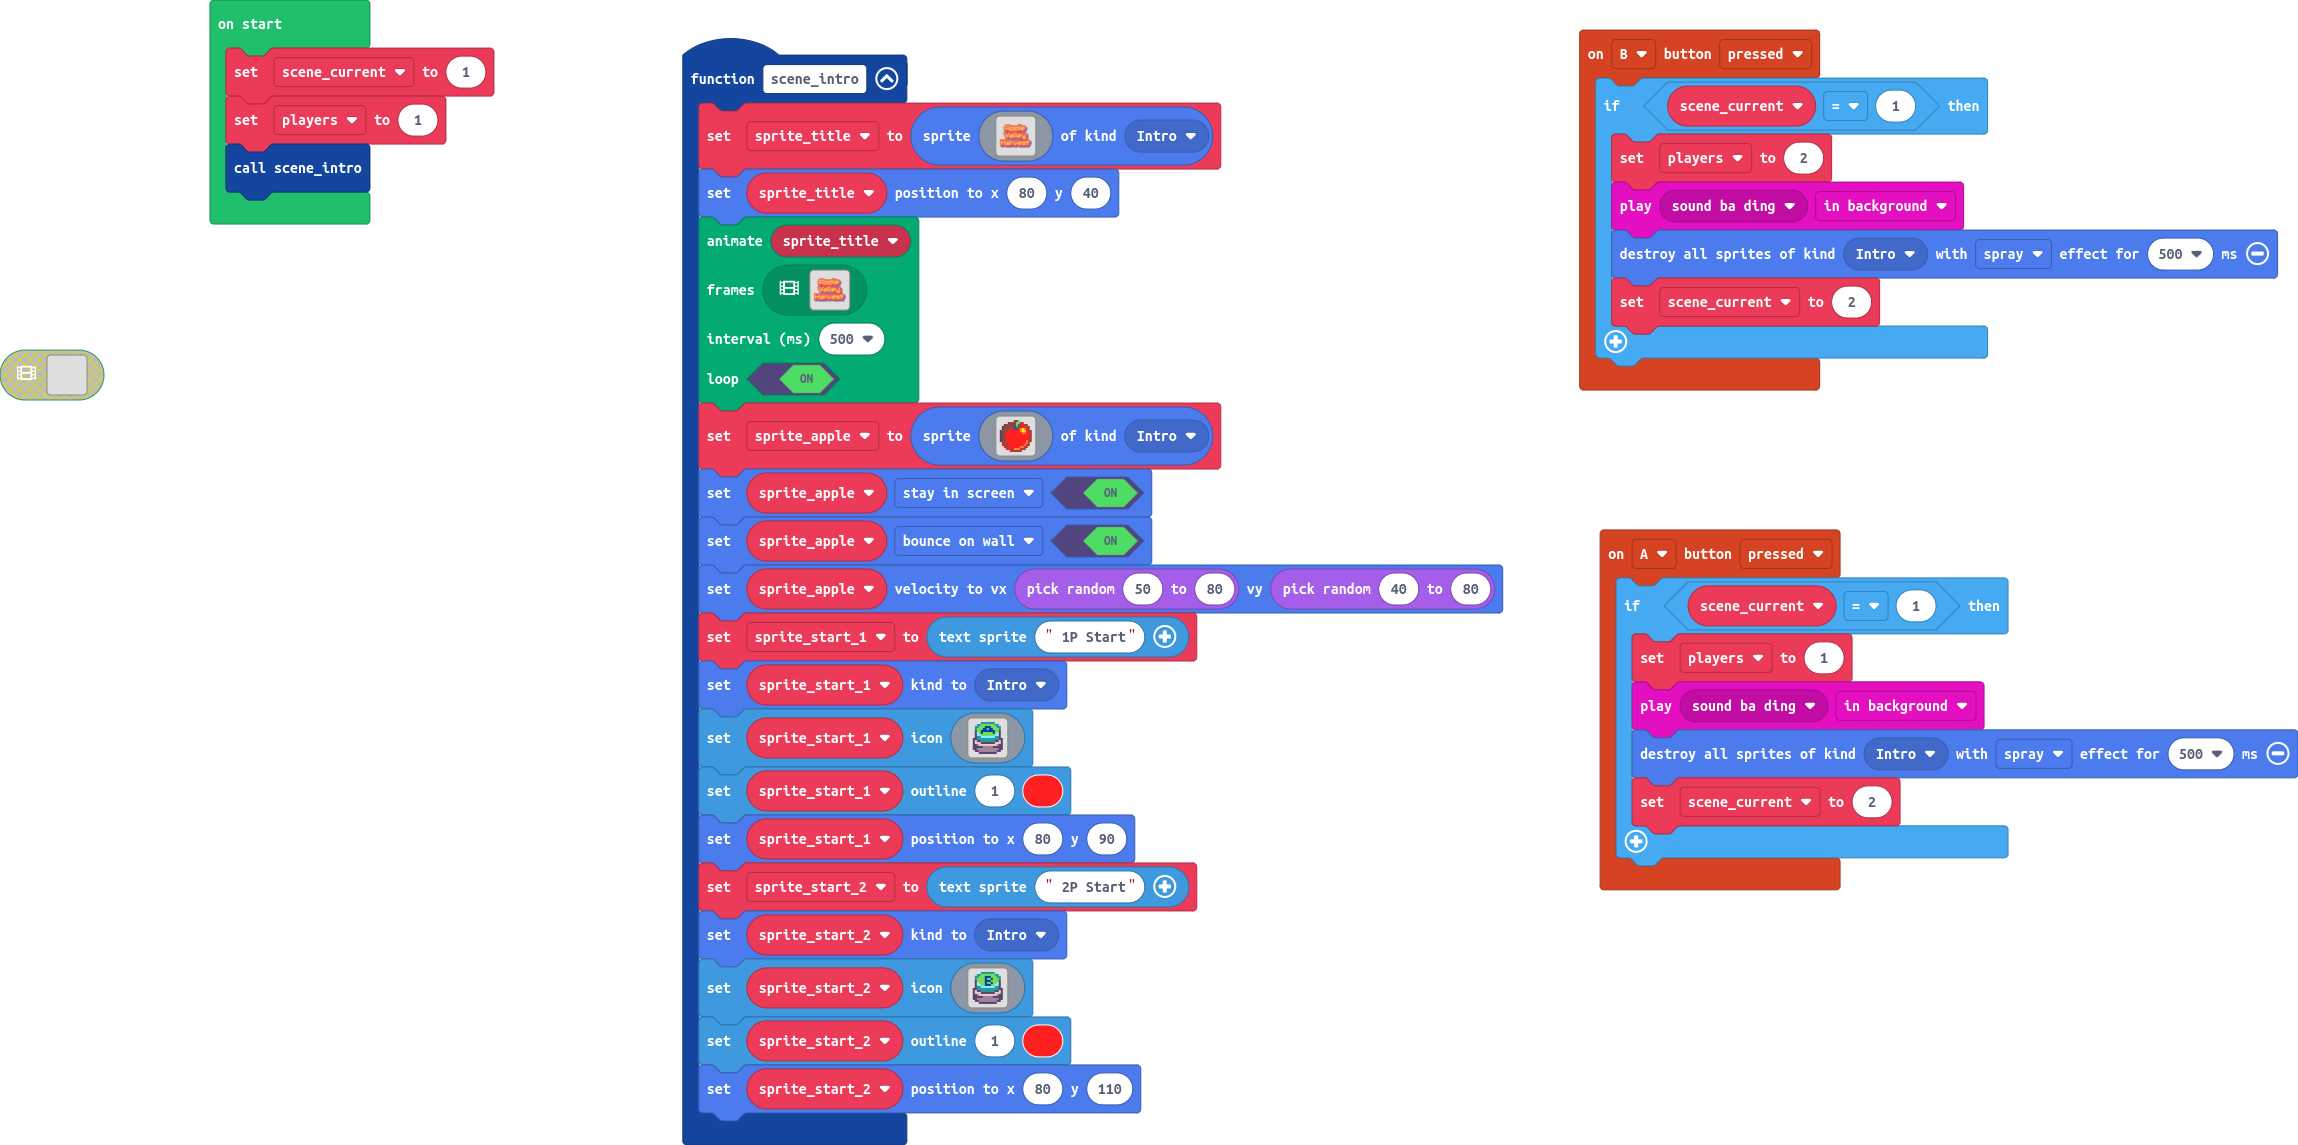 on start
set scene_current to 1
set players to 1
call scene_intro
function scene_intro
set sprite_title to sprite Apple Valley Harvest of kind Intro
set sprite_title position to x 80 y 40
animate sprite_title
frames Apple Valley Harvest
interval (ms) 500
loop ON
set sprite_apple to sprite of kind Intro
set sprite_apple stay in screen ON
set sprite_apple bounce on wall ON
set sprite_apple velocity to vx pick random 50 to 80 vy pick random 40 to 80
set sprite_start_1 to text sprite " 1P Start"
set sprite_start_1 kind to Intro
set sprite_start_1 icon A
set sprite_start_1 outline 1
set sprite_start_1 position to x 80 y 90
set sprite_start_2 to text sprite " 2P Start"
set sprite_start_2 kind to Intro
set sprite_start_2 icon B
set sprite_start_2 outline 1
set sprite_start_2 position to x 80 y 110
on B button pressed
if scene_current = 1 then
set players to 2
play sound ba ding in background
destroy all sprites of kind Intro with spray effect for 500 ms
set scene_current to 2
on A button pressed
if scene_current = 1 then
set players to 1
play sound ba ding in background
destroy all sprites of kind Intro with spray effect for 500 ms
set scene_current to 2